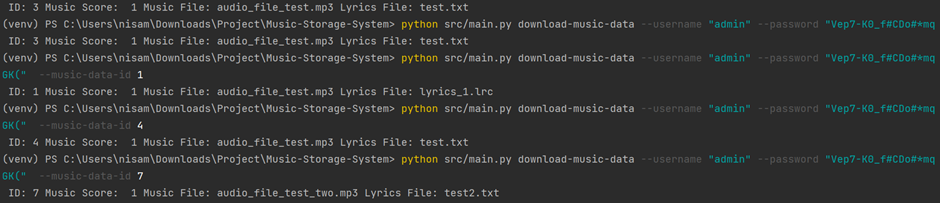 ID: 3 Music Score:  1 Music File: audio_file_test.mp3 Lyrics File: test.txt
(venv) PS C:\Users\nisam\Downloads\Project\Music-Storage-System> python src/main.py download-music-data --username "admin" --password "Vep7-K0_f#CDo#*mq
ID: 3 Music Score:  1 Music File: audio_file_test.mp3 Lyrics File: test.txt
(venv) PS C:\Users\nisam\Downloads\Project\Music-Storage-System> python src/main.py download-music-data --username "admin" --password "Vep7-K0_f#CDo#*mq
GK("  --music-data-id 1
ID: 1 Music Score:  1 Music File: audio_file_test.mp3 Lyrics File: lyrics_1.lrc
(venv) PS C:\Users\nisam\Downloads\Project\Music-Storage-System> python src/main.py download-music-data --username "admin" --password "Vep7-K0_f#CDo#*mq
GK("  --music-data-id 4
ID: 4 Music Score:  1 Music File: audio_file_test.mp3 Lyrics File: test.txt
(venv) PS C:\Users\nisam\Downloads\Project\Music-Storage-System> python src/main.py download-music-data --username "admin" --password "Vep7-K0_f#CDo#*mq
GK("  --music-data-id 7
ID: 7 Music Score:  1 Music File: audio_file_test_two.mp3 Lyrics File: test2.txt